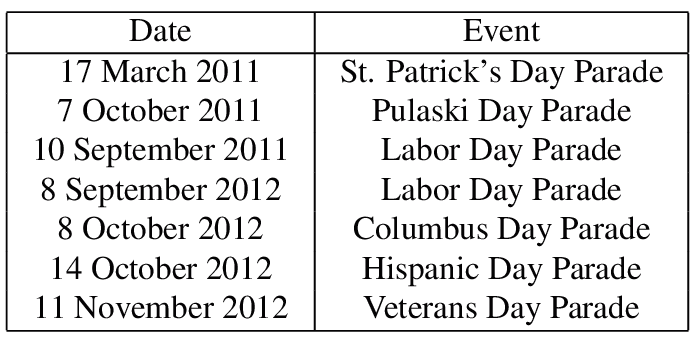 Date Event
17 March 2011 St. Patrick's Day Parade
7 October 2011 Pulaski Day Parade
10 September 2011 Labor Day Parade
8 September 2012 Labor Day Parade
8 October 2012 Columbus Day Parade
14 October 2012 Hispanic Day Parade
11 November 2012 Veterans Day Parade